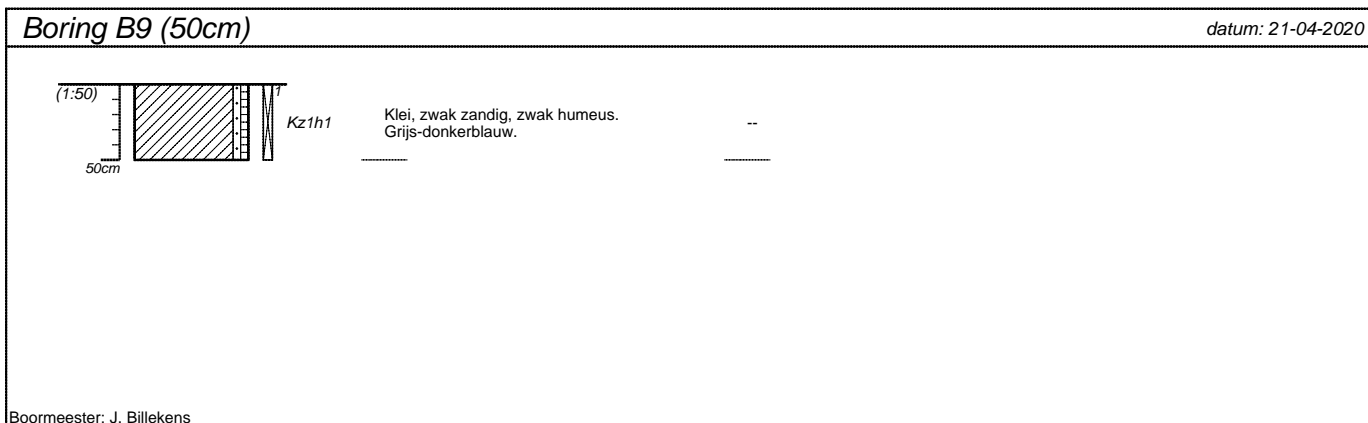 Boring B9 (50cm)
datum: 21-04-2020
(1:50)
1
Kz1h1
Klei, zwak zandig, zwak humeus.
Grijs-donkerblauw.
--
50cm
Boormeester: J. Billekens